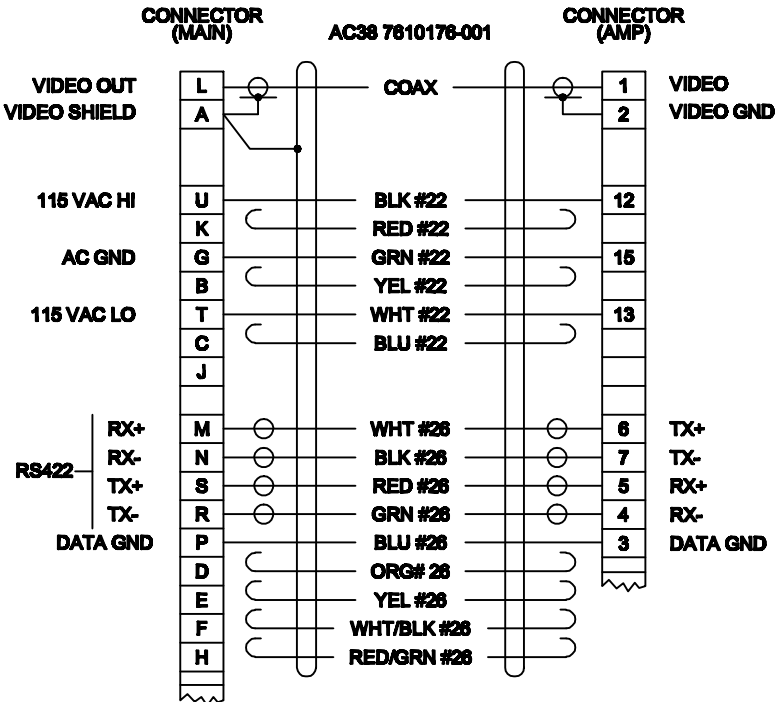 CONNECTOR (MAIN) AC38 7610176-001 CONNECTOR (AMP)
VIDEO OUT L COAX 1 VIDEO
VIDEO SHIELD A 2 VIDEO GND
115 VAC HI U BLK #22 12
K RED #22
AC GND G GRN #22 15
B YEL #22
115 VAC LO T WHT #22 13
C BLU #22
J
RX+ M WHT #26 6 TX+
RS422 RX- N BLK #26 7 TX-
TX+ S RED #26 5 RX+
TX- R GRN #26 4 RX-
DATA GND P BLU #26 3 DATA GND
D ORG# 26
E YEL #26
F WHT/BLK #26
H RED/GRN #26